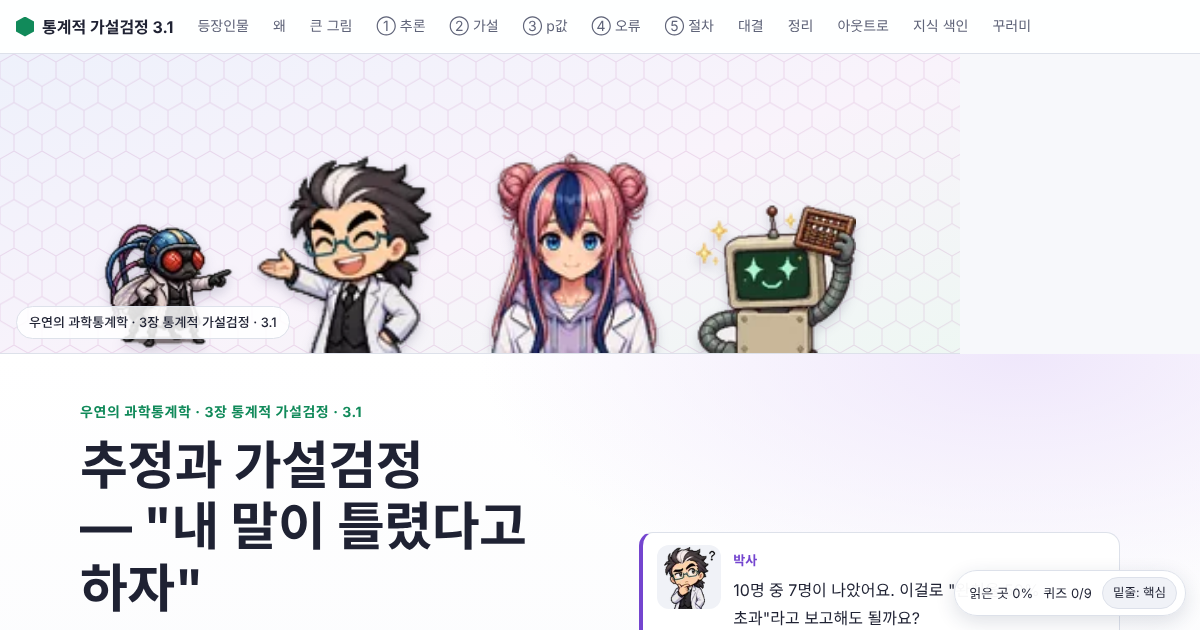 통계적 가설검정 3.1 등장인물 왜 큰 그림 ① 추론 ② 가설 ③ p값 ④ 오류 ⑤ 절차 대결 정리 아웃트로 지식 색인 꾸러미
우연의 과학통계학 · 3장 통계적 가설검정 · 3.1
우연의 과학통계학 · 3장 통계적 가설검정 · 3.1
추정과 가설검정
— "내 말이 틀렸다고
하자"
?
박사
10명 중 7명이 나았어요. 이걸로 "
초과"라고 보고해도 될까요?
읽은 곳 0% 퀴즈 0/9 밑줄: 핵심